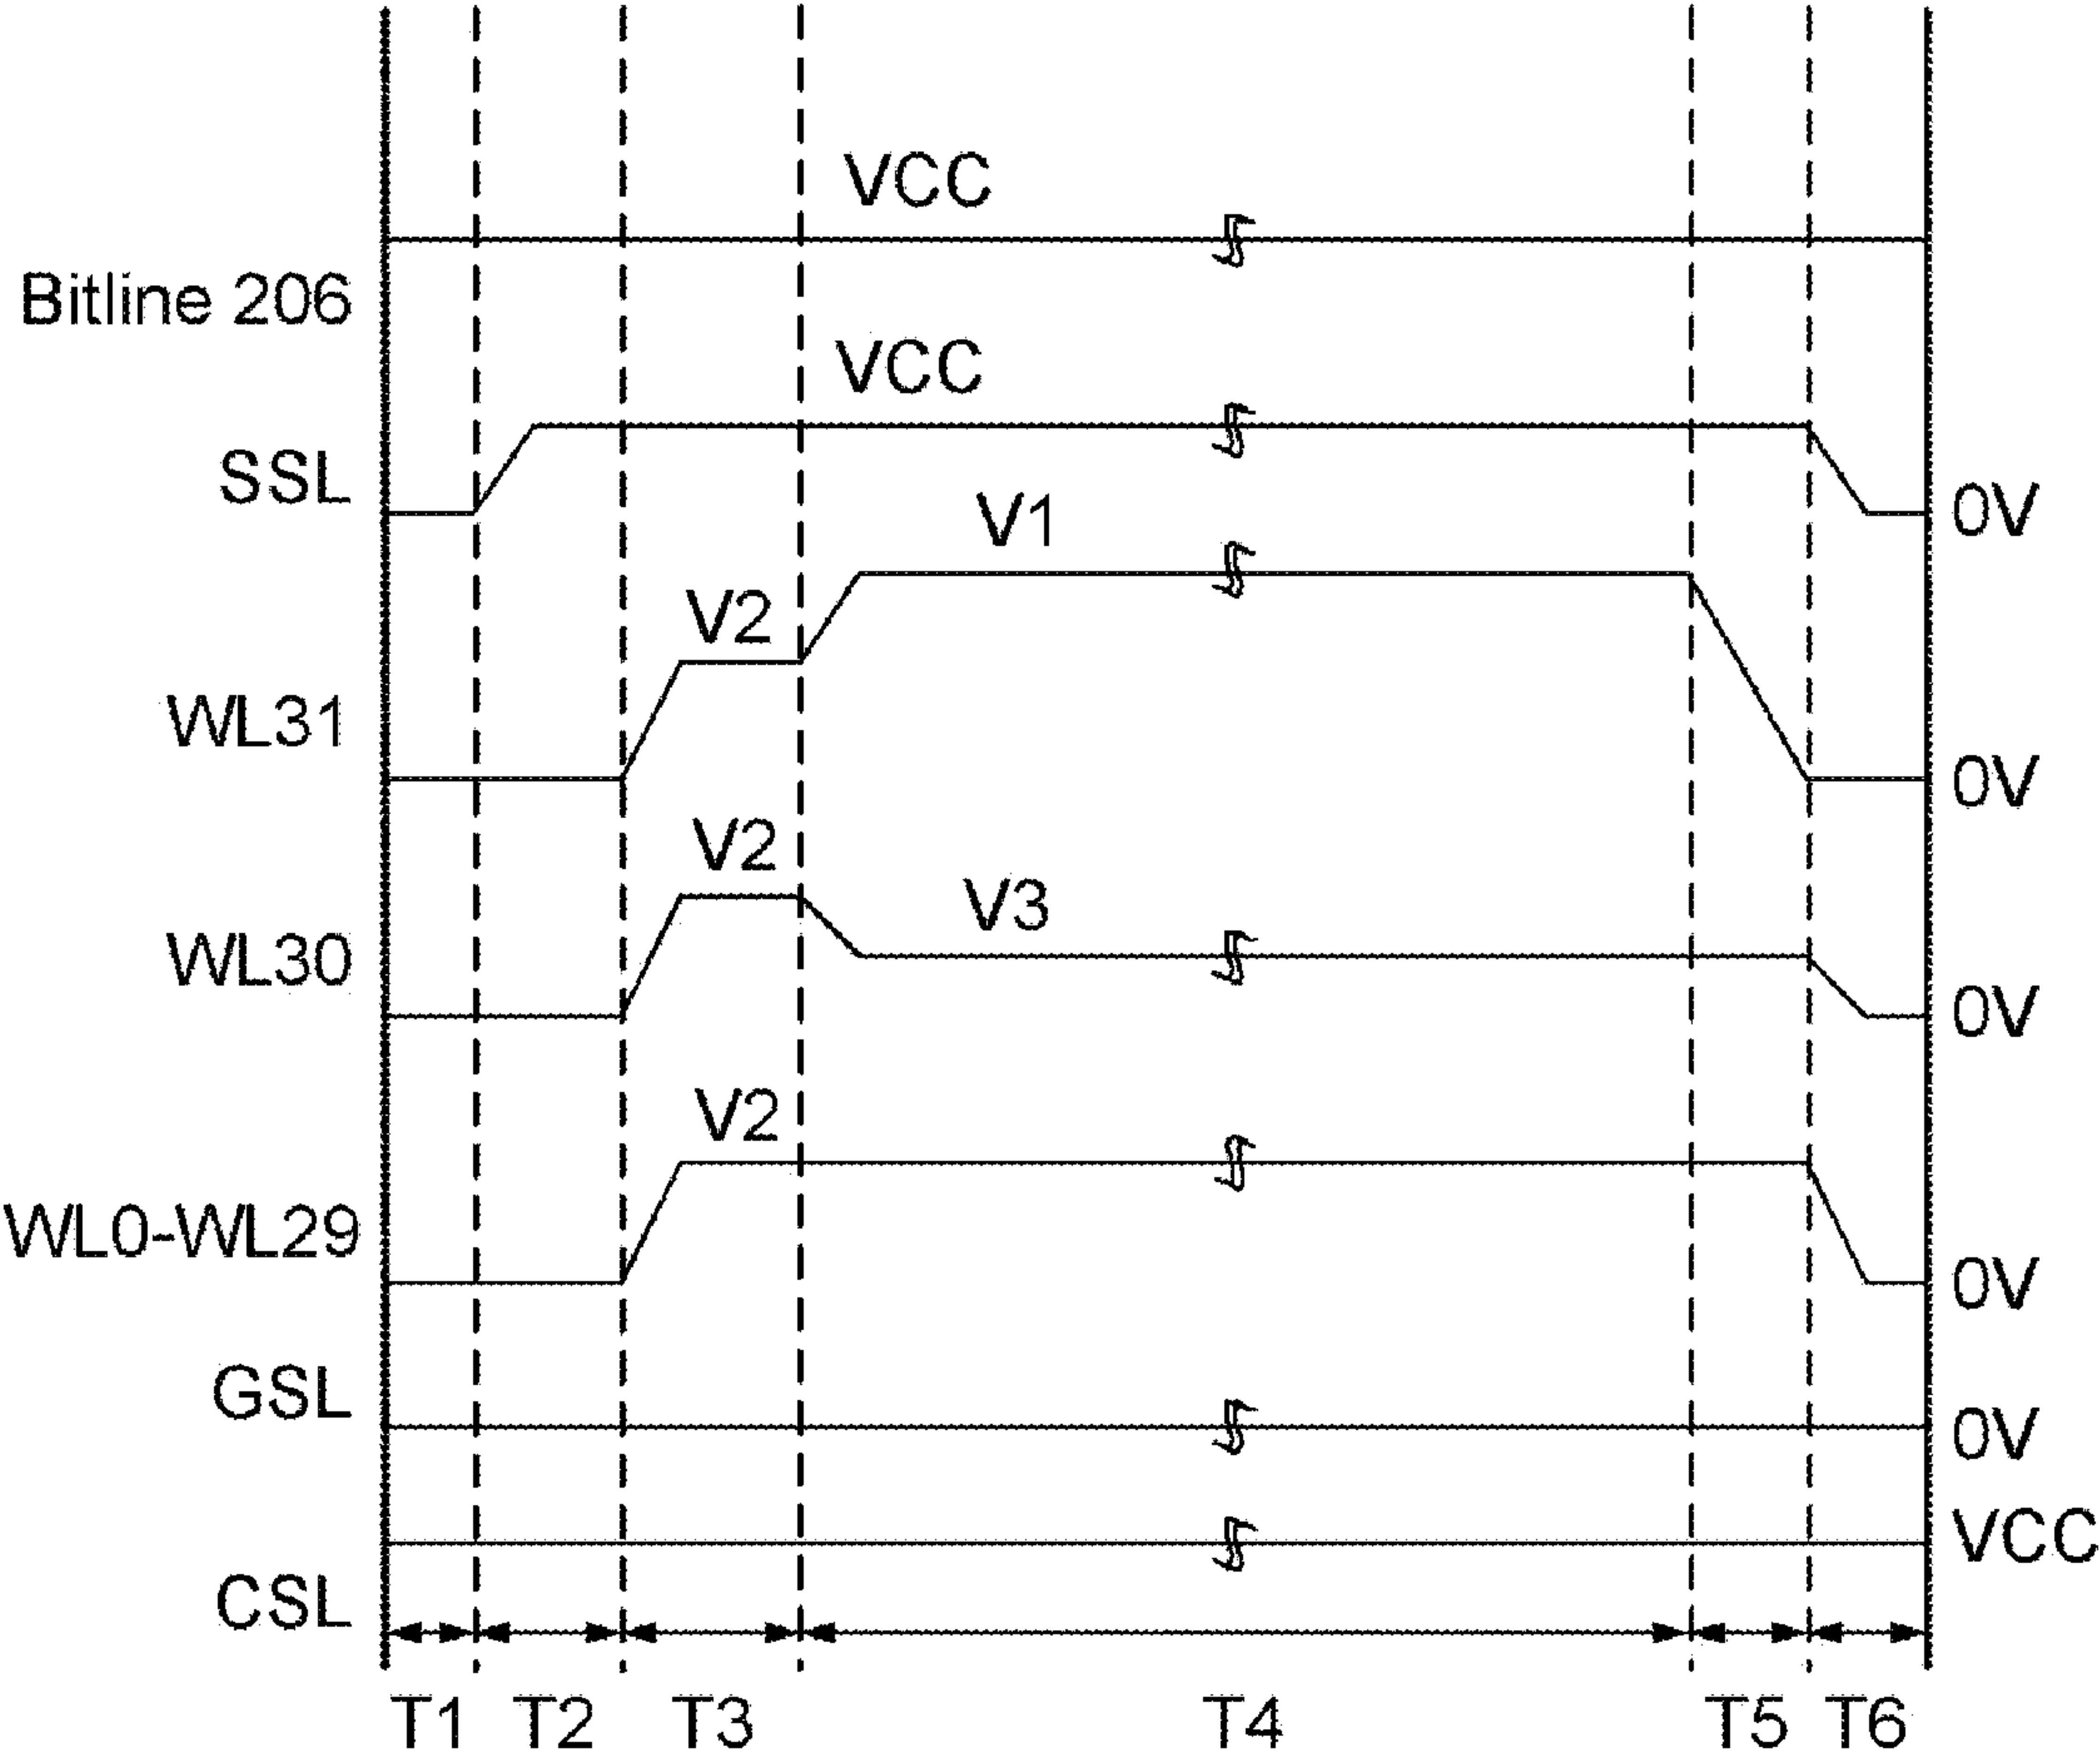 VCC
Bitline 206
VCC
SSL
0V
V1
V2
WL31
0V
V2
V3
WL30
0V
V2
WL0-WL29
0V
GSL
0V
VCC
CSL
T1 T2 T3 T4 T5 T6